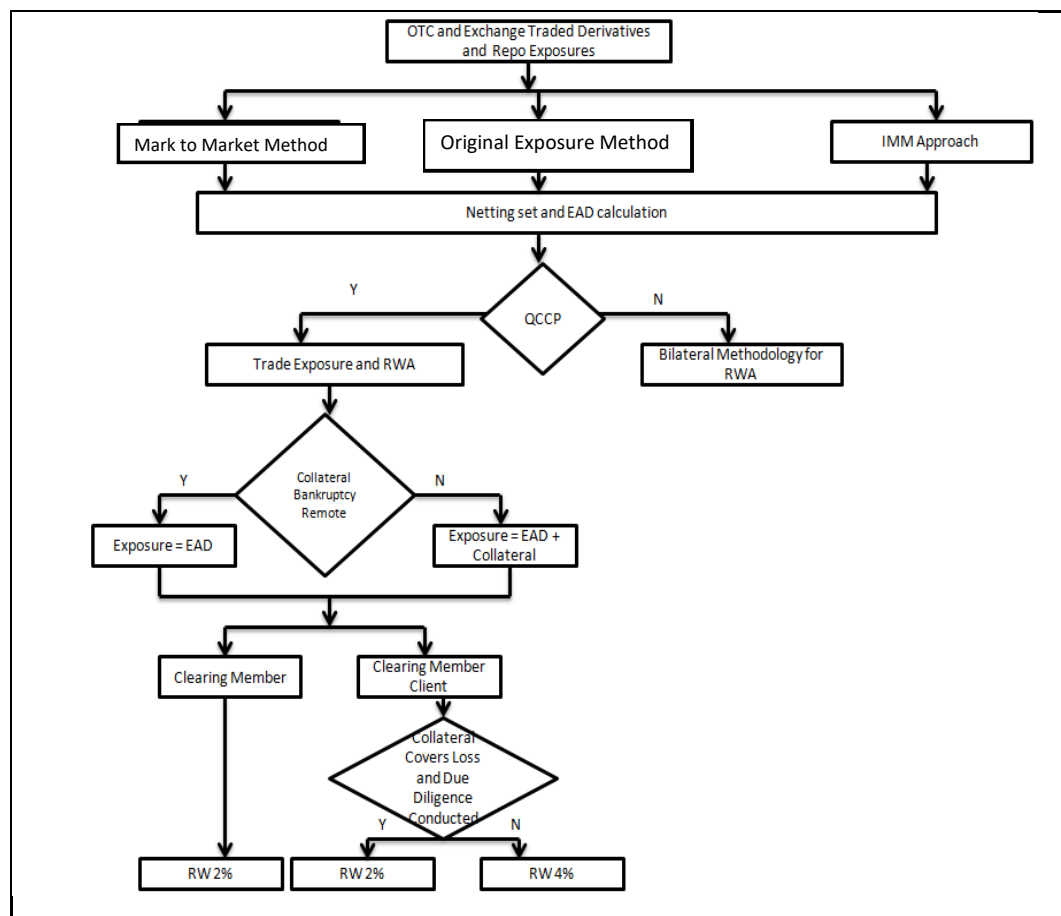 OTC and Exchange Traded Derivatives
and Repo Exposures
Mark to Market Method
Original Exposure Method
IMM Approach
Netting set and EAD calculation
Y
N
QCCP
Trade Exposure and RWA
Bilateral Methodology for
RWA
Collateral
Bankruptcy
Remote
Y
N
Exposure = EAD
Exposure = EAD +
Collateral
Clearing Member
Clearing Member
Client
Collateral
Covers Loss
and Due
Diligence
Conducted
Y
N
RW 2%
RW 2%
RW 4%